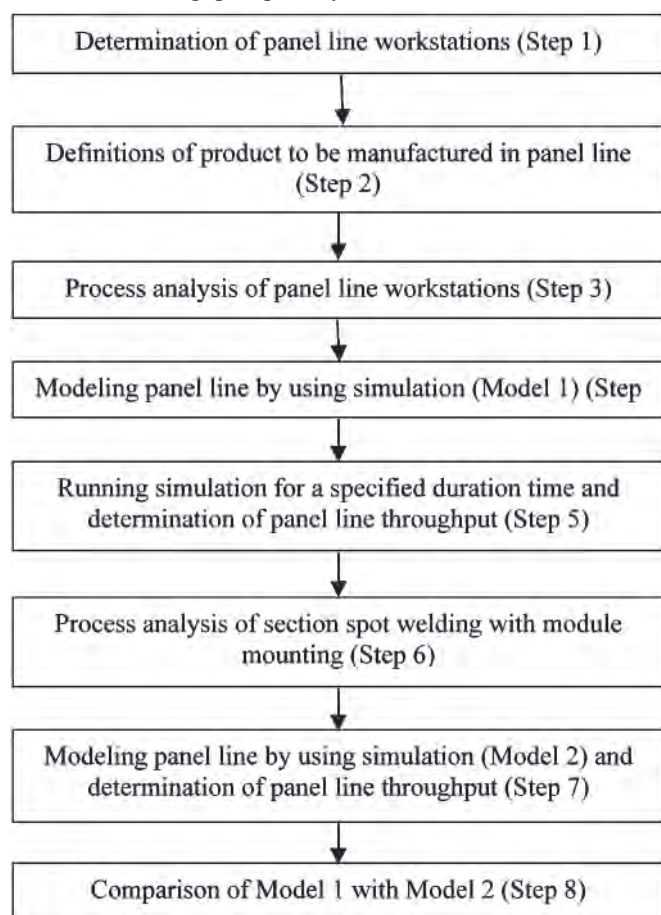 Determination of panel line workstations (Step 1)
Definitions of product to be manufactured in panel line
(Step 2)
Process analysis of panel line workstations (Step 3)
Modeling panel line by using simulation (Model 1) (Step
Running simulation for a specified duration time and
determination of panel line throughput (Step 5)
Process analysis of section spot welding with module
mounting (Step 6)
Modeling panel line by using simulation (Model 2) and
determination of panel line throughput (Step 7)
Comparison of Model 1 with Model 2 (Step 8)